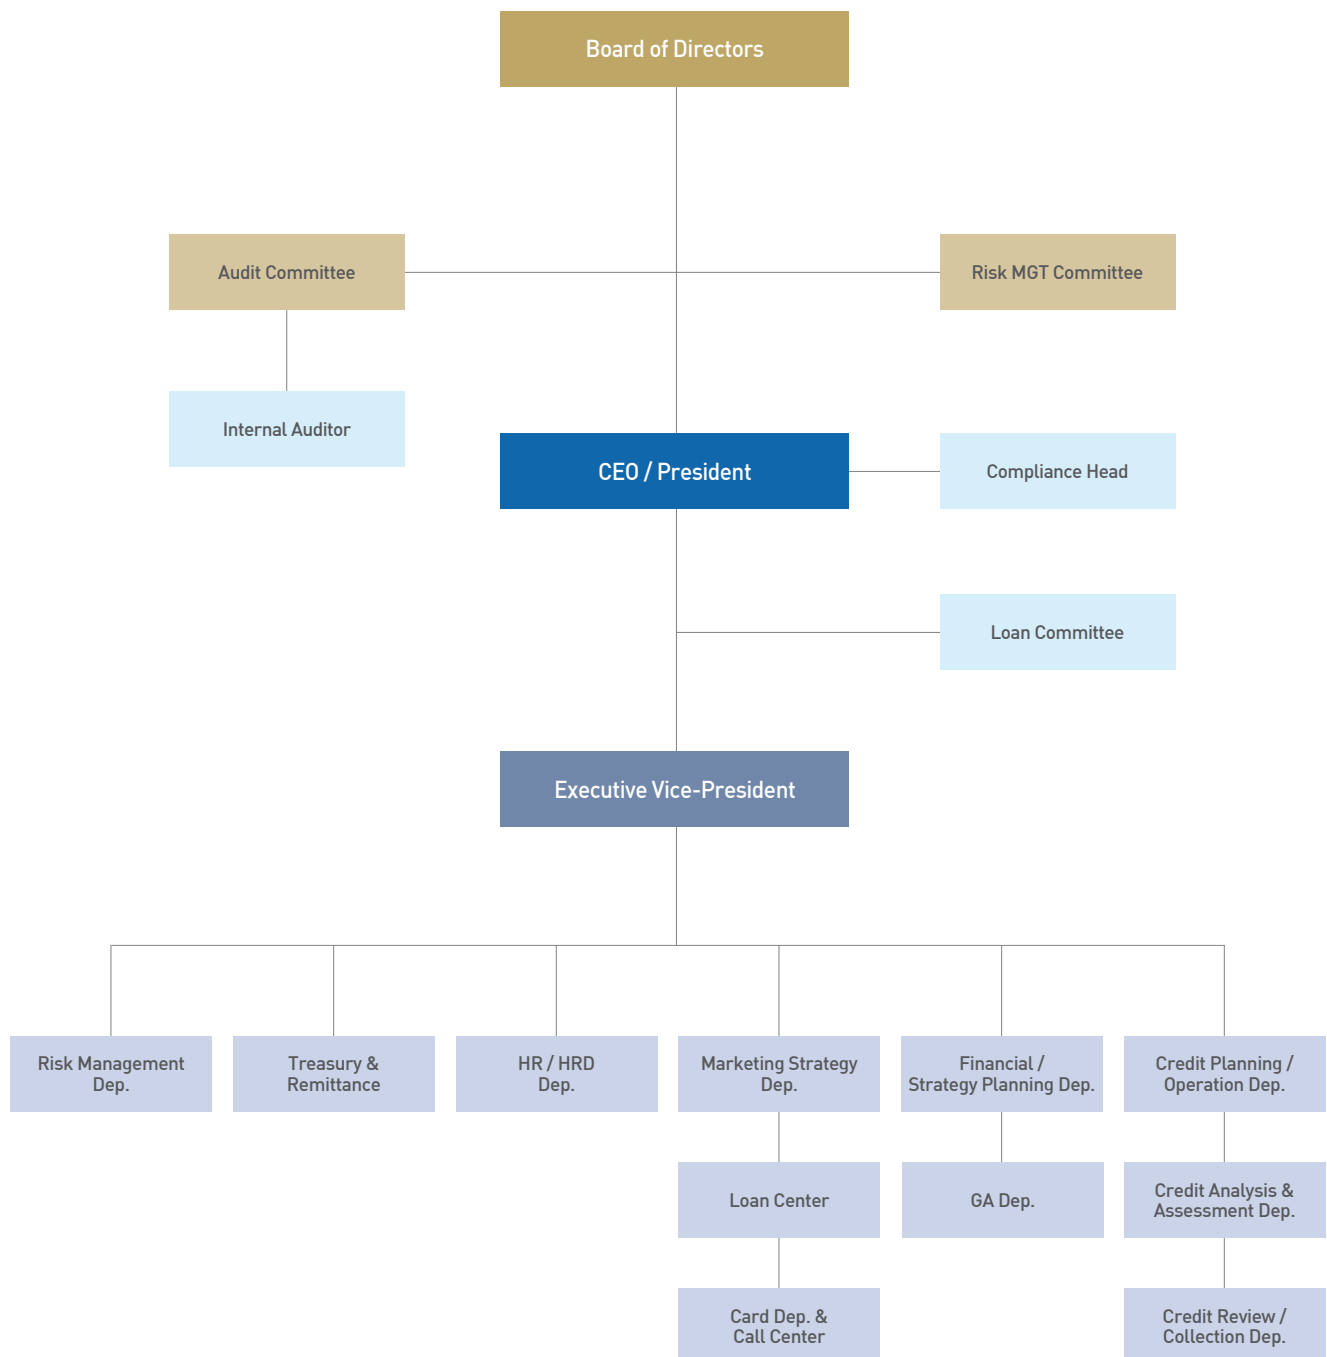 Board of Directors
Audit Committee
Risk MGT Committee
Internal Auditor
CEO / President
Compliance Head
Loan Committee
Executive Vice-President
Risk Management
Dep.
Treasury &
Remittance
HR / HRD
Dep.
Marketing Strategy
Dep.
Financial /
Strategy Planning Dep.
Credit Planning /
Operation Dep.
Loan Center
GA Dep.
Credit Analysis &
Assessment Dep.
Card Dep. &
Call Center
Credit Review /
Collection Dep.